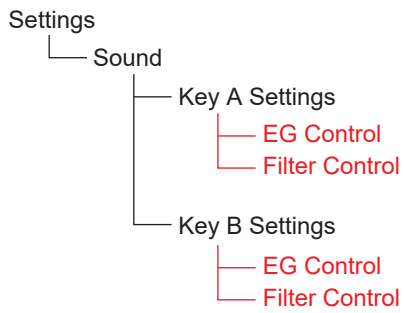 Settings
Sound
Key A Settings
EG Control
Filter Control
Key B Settings
EG Control
Filter Control